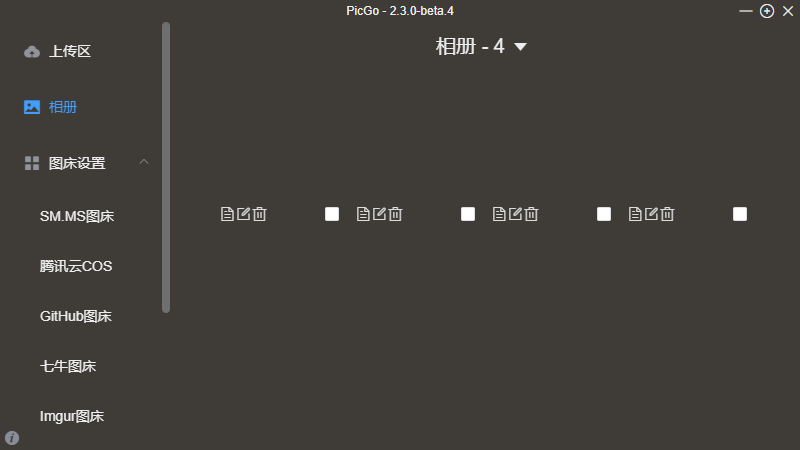 PicGo - 2.3.0-beta.4
上传区
相册
图床设置
SM.MS图床
腾讯云COS
GitHub图床
七牛图床
Imgur图床
相册 - 4